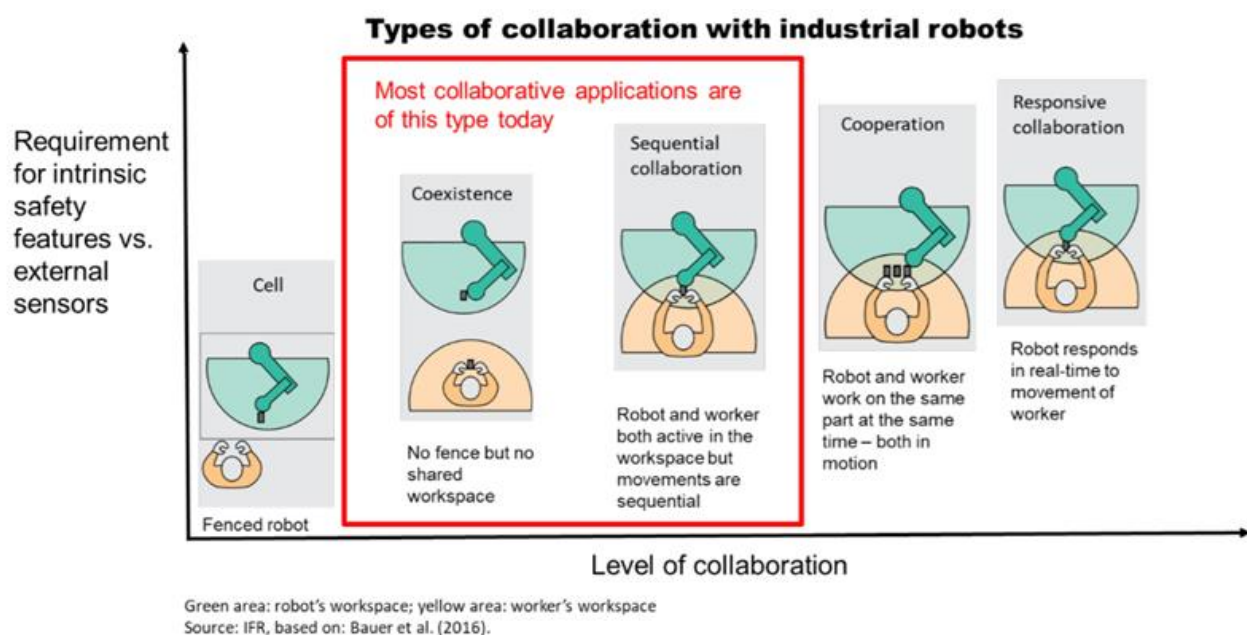 Types of collaboration with industrial robots
Requirement
for intrinsic
safety
features vs.
external
sensors
Most collaborative applications are
of this type today
Cell
Fenced robot
Coexistence
No fence but no
shared
workspace
Sequential
collaboration
Robot and worker
both active in the
workspace but
movements are
sequential
Cooperation
Robot and worker
work on the same
part at the same
time – both in
motion
Responsive
collaboration
Robot responds
in real-time to
movement of
worker
Level of collaboration
Green area: robot's workspace; yellow area: worker's workspace
Source: IFR, based on: Bauer et al. (2016).